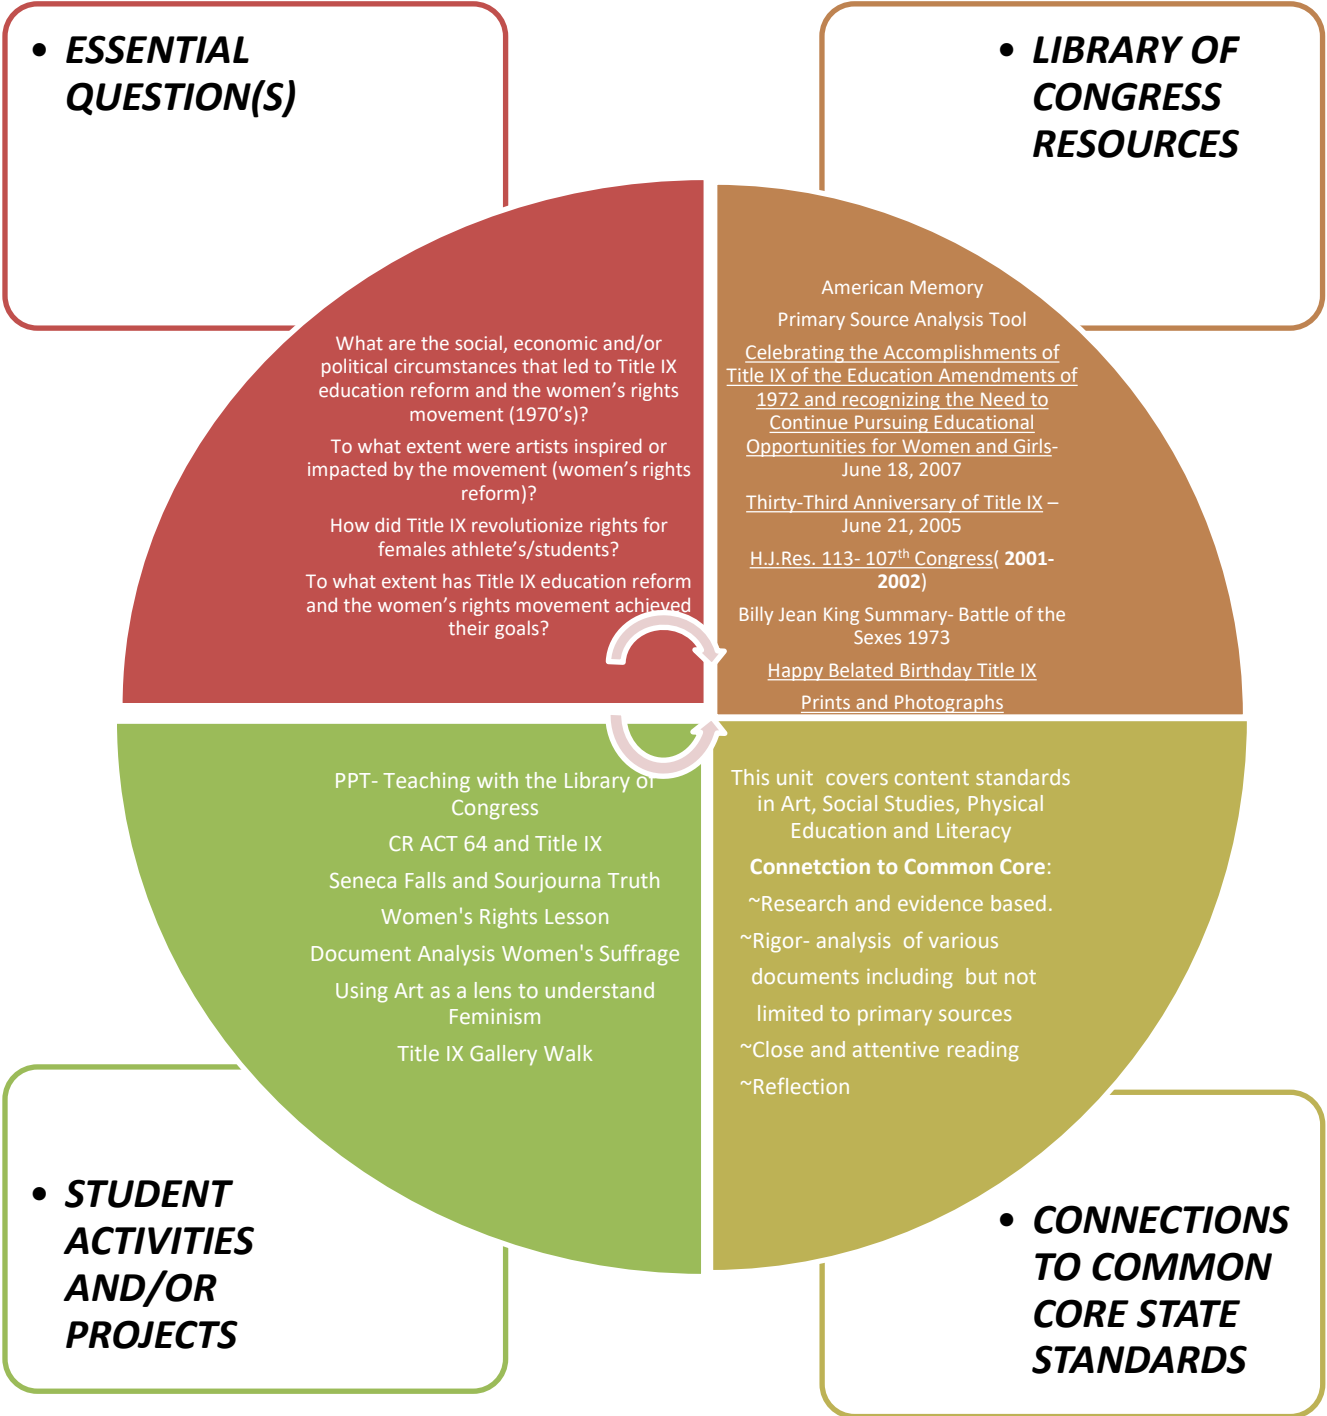 • ESSENTIAL
QUESTION(S)
What are the social, economic and/or
political circumstances that led to Title IX
education reform and the women's rights
movement (1970's)?
To what extent were artists inspired or
impacted by the movement (women's rights
reform)?
How did Title IX revolutionize rights for
females athlete's/students?
To what extent has Title IX education reform
and the women's rights movement achieved
their goals?
• LIBRARY OF
CONGRESS
RESOURCES
American Memory
Primary Source Analysis Tool
Celebrating the Accomplishments of
Title IX of the Education Amendments of
1972 and recognizing the Need to
Continue Pursuing Educational
Opportunities for Women and Girls-
June 18, 2007
Thirty-Third Anniversary of Title IX –
June 21, 2005
H.J.Res. 113- 107th Congress( 2001-
2002)
Billy Jean King Summary- Battle of the
Sexes 1973
Happy Belated Birthday Title IX
Prints and Photographs
PPT- Teaching with the Library of
Congress
CR ACT 64 and Title IX
Seneca Falls and Sourjourna Truth
Women's Rights Lesson
Document Analysis Women's Suffrage
Using Art as a lens to understand
Feminism
Title IX Gallery Walk
• STUDENT
ACTIVITIES
AND/OR
PROJECTS
This unit  covers content standards
in Art, Social Studies, Physical
Education and Literacy
Connetction to Common Core:
~Research and evidence based.
~Rigor- analysis  of various
documents including  but not
limited to primary sources
~Close and attentive reading
~Reflection
• CONNECTIONS
TO COMMON
CORE STATE
STANDARDS